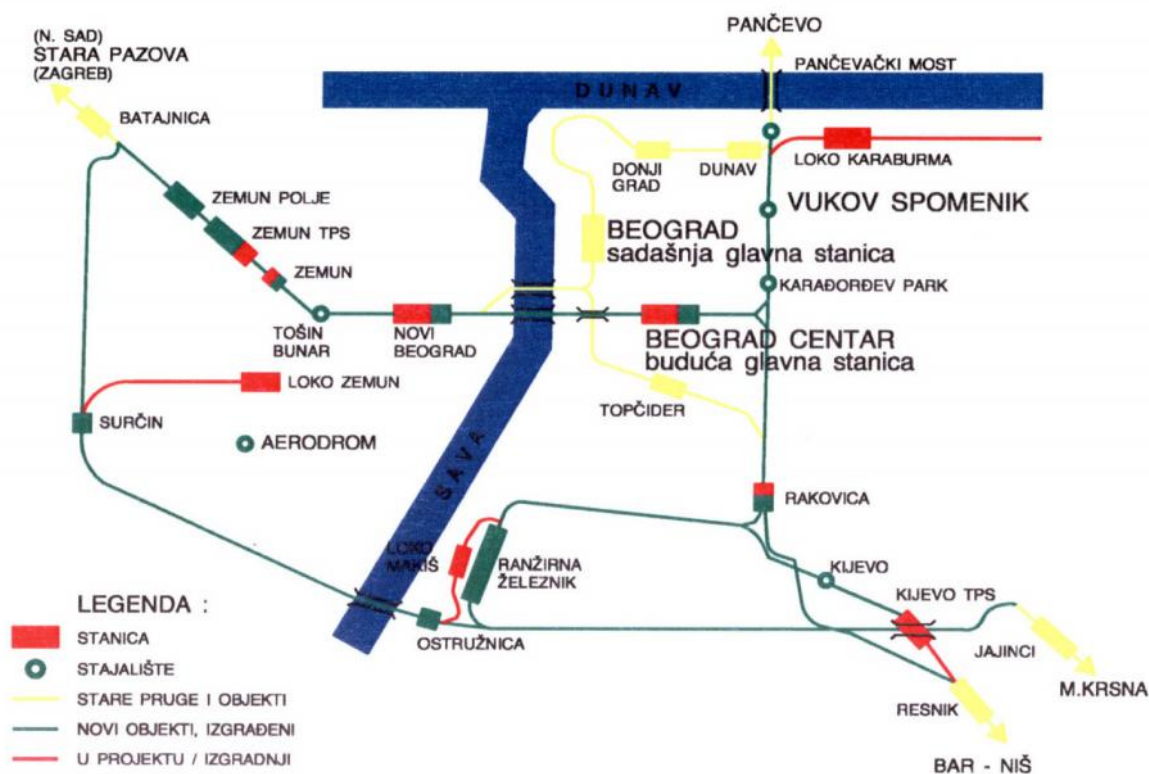 PANČEVO
(N. SAD)
STARA PAZOVA
(ZAGREB)
PANČEVAČKI MOST
DUNAV
BATAJNICA
DONJI
GRAD
DUNAV
LOKO KARABURMA
ZEMUN POLJE
VUKOV SPOMENIK
ZEMUN TPS
BEOGRAD
sadašnja glavna stanica
ZEMUN
KARAĐORĐEV PARK
TOŠIN
BUNAR
NOVI
BEOGRAD
BEOGRAD CENTAR
buduća glavna stanica
LOKO ZEMUN
TOPČIDER
SURČIN
AERODROM
SAVA
RAKOVICA
LOKO
MAKIŠ
RANŽIRNA
ŽELEZNIK
KIJEVO
KIJEVO TPS
OSTRUŽNICA
JAJINCI
M.KRSNA
RESNIK
BAR - NIŠ
LEGENDA :
STANICA
STAJALIŠTE
STARE PRUGE I OBJEKTI
NOVI OBJEKTI, IZGRAĐENI
U PROJEKTU / IZGRADNJI